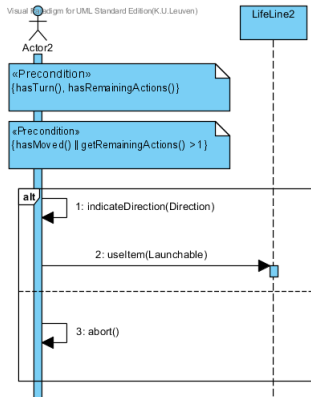 Visual Paradigm for UML Standard Edition(K.U.Leuven)
Actor2
LifeLine2
«Precondition»
{hasTurn(), hasRemainingActions()}
«Precondition»
{hasMoved() || getRemainingActions() >1}
alt
1: indicateDirection(Direction)
2: useItem(Launchable)
3: abort()